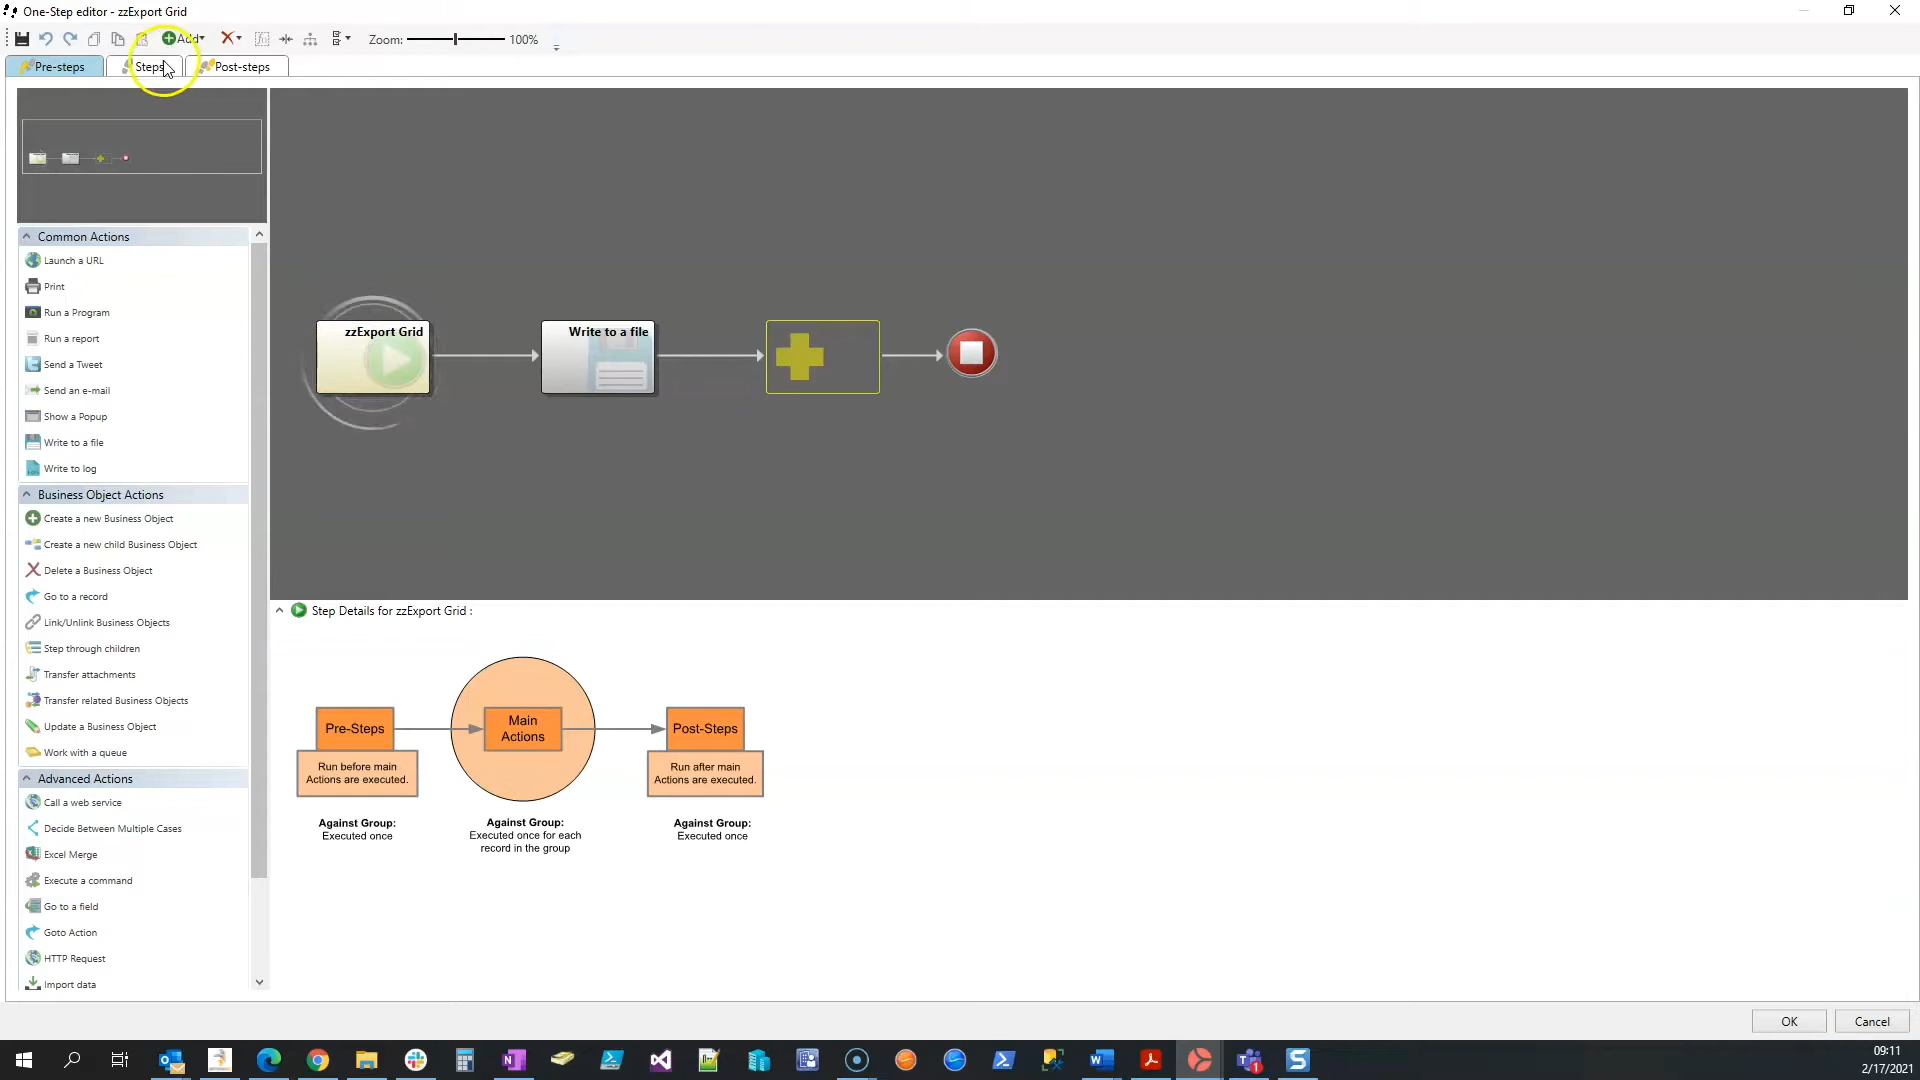 One-Step editor - zzExport Grid
Add
Zoom:
100%
Pre-steps
Steps
Post-steps
Common Actions
Launch a URL
Print
Run a Program
Run a report
Send a Tweet
Send an e-mail
Show a Popup
Write to a file
Write to log
Business Object Actions
Create a new Business Object
Create a new child Business Object
Delete a Business Object
Go to a record
Link/Unlink Business Objects
Step through children
Transfer attachments
Transfer related Business Objects
Update a Business Object
Work with a queue
Advanced Actions
Call a web service
Decide Between Multiple Cases
Excel Merge
Execute a command
Go to a field
Goto Action
HTTP Request
Import data
zzExport Grid
Write to a file
Step Details for zzExport Grid :
Pre-Steps
Main
Actions
Post-Steps
Run before main
Actions are executed.
Run after main
Actions are executed.
Against Group:
Executed once
Against Group:
Executed once for each
record in the group
Against Group:
Executed once
OK
Cancel
09:11
2/17/2021